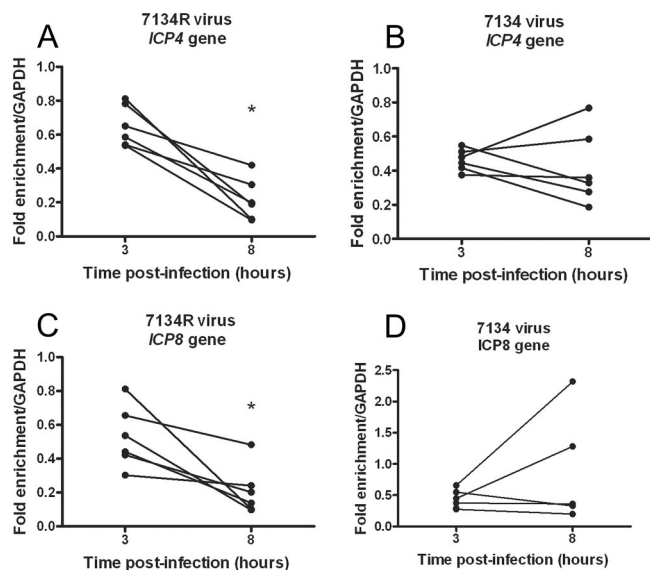 A
7134R virus
ICP4 gene
Fold enrichment/GAPDH
1.0
0.8
0.6
0.4
0.2
0.0
*
3
8
Time post-infection (hours)
B
7134 virus
ICP4 gene
Fold enrichment/GAPDH
1.0
0.8
0.6
0.4
0.2
0.0
3
8
Time post-infection (hours)
C
7134R virus
ICP8 gene
Fold enrichment/GAPDH
1.0
0.8
0.6
0.4
0.2
0.0
*
3
8
Time post-infection (hours)
D
7134 virus
ICP8 gene
Fold enrichment/GAPDH
2.5
2.0
1.5
1.0
0.5
0.0
3
8
Time post-infection (hours)